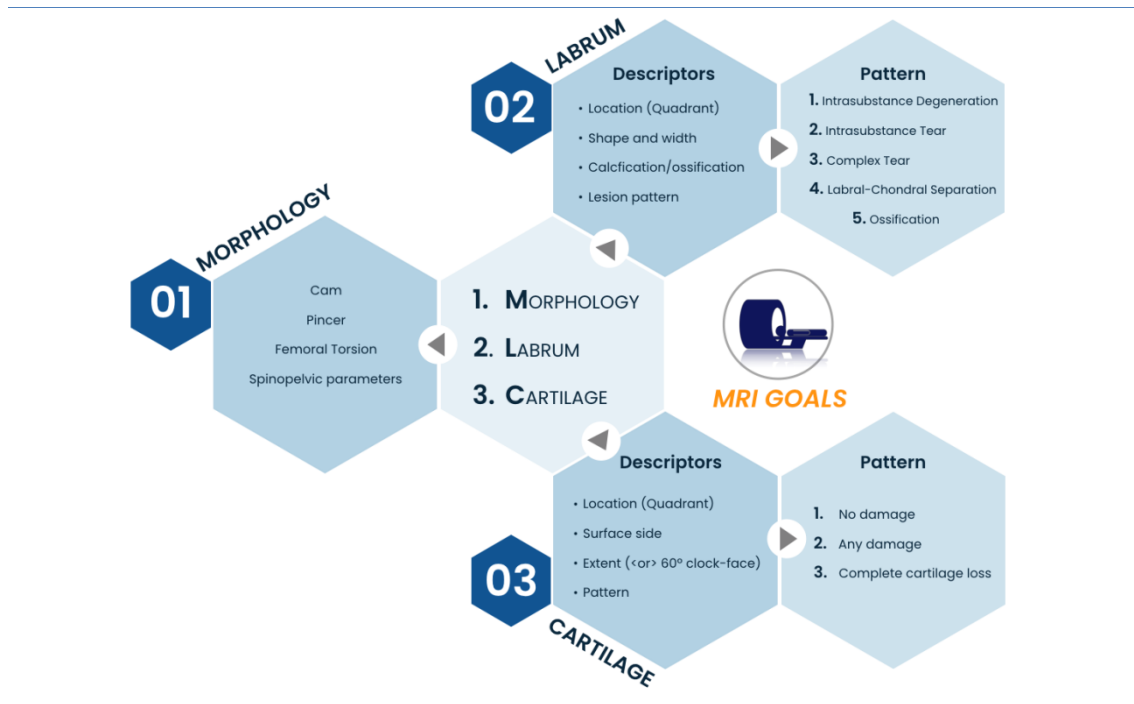 01
MORPHOLOGY
Cam
Pincer
Femoral Torsion
Spinopelvic parameters
1. MORPHOLOGY
2. LABRUM
3. CARTILAGE
02
LABRUM
Descriptors
• Location (Quadrant)
• Shape and width
• Calcfication/ossification
• Lesion pattern
Pattern
1. Intrasubstance Degeneration
2. Intrasubstance Tear
3. Complex Tear
4. Labral-Chondral Separation
5. Ossification
MRI GOALS
03
CARTILAGE
Descriptors
• Location (Quadrant)
• Surface side
• Extent (<or> 60° clock-face)
• Pattern
Pattern
1. No damage
2. Any damage
3. Complete cartilage loss